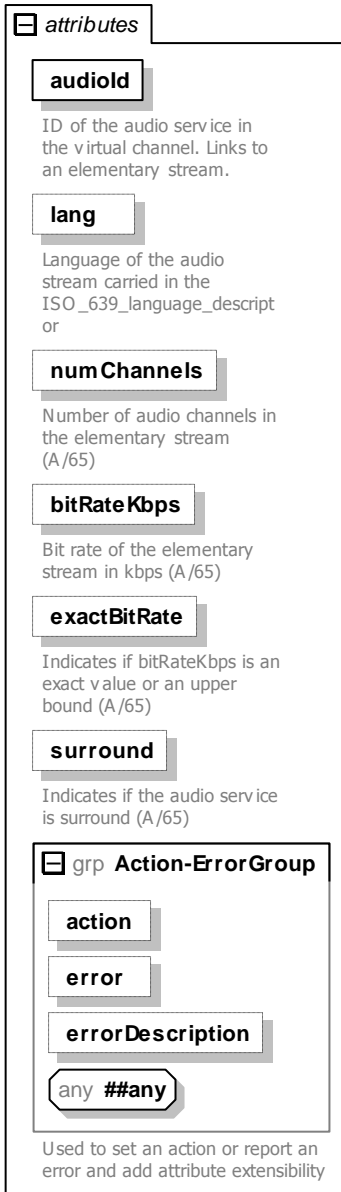 attributes
audioId
ID of the audio service in
the virtual channel. Links to
an elementary stream.
lang
Language of the audio
stream carried in the
ISO_639_language_descript
or
numChannels
Number of audio channels in
the elementary stream
(A/65)
bitRateKbps
Bit rate of the elementary
stream in kbps (A/65)
exactBitRate
Indicates if bitRateKbps is an
exact value or an upper
bound (A/65)
surround
Indicates if the audio service
is surround (A/65)
grp Action-ErrorGroup
action
error
errorDescription
any ##any
Used to set an action or report an
error and add attribute extensibility